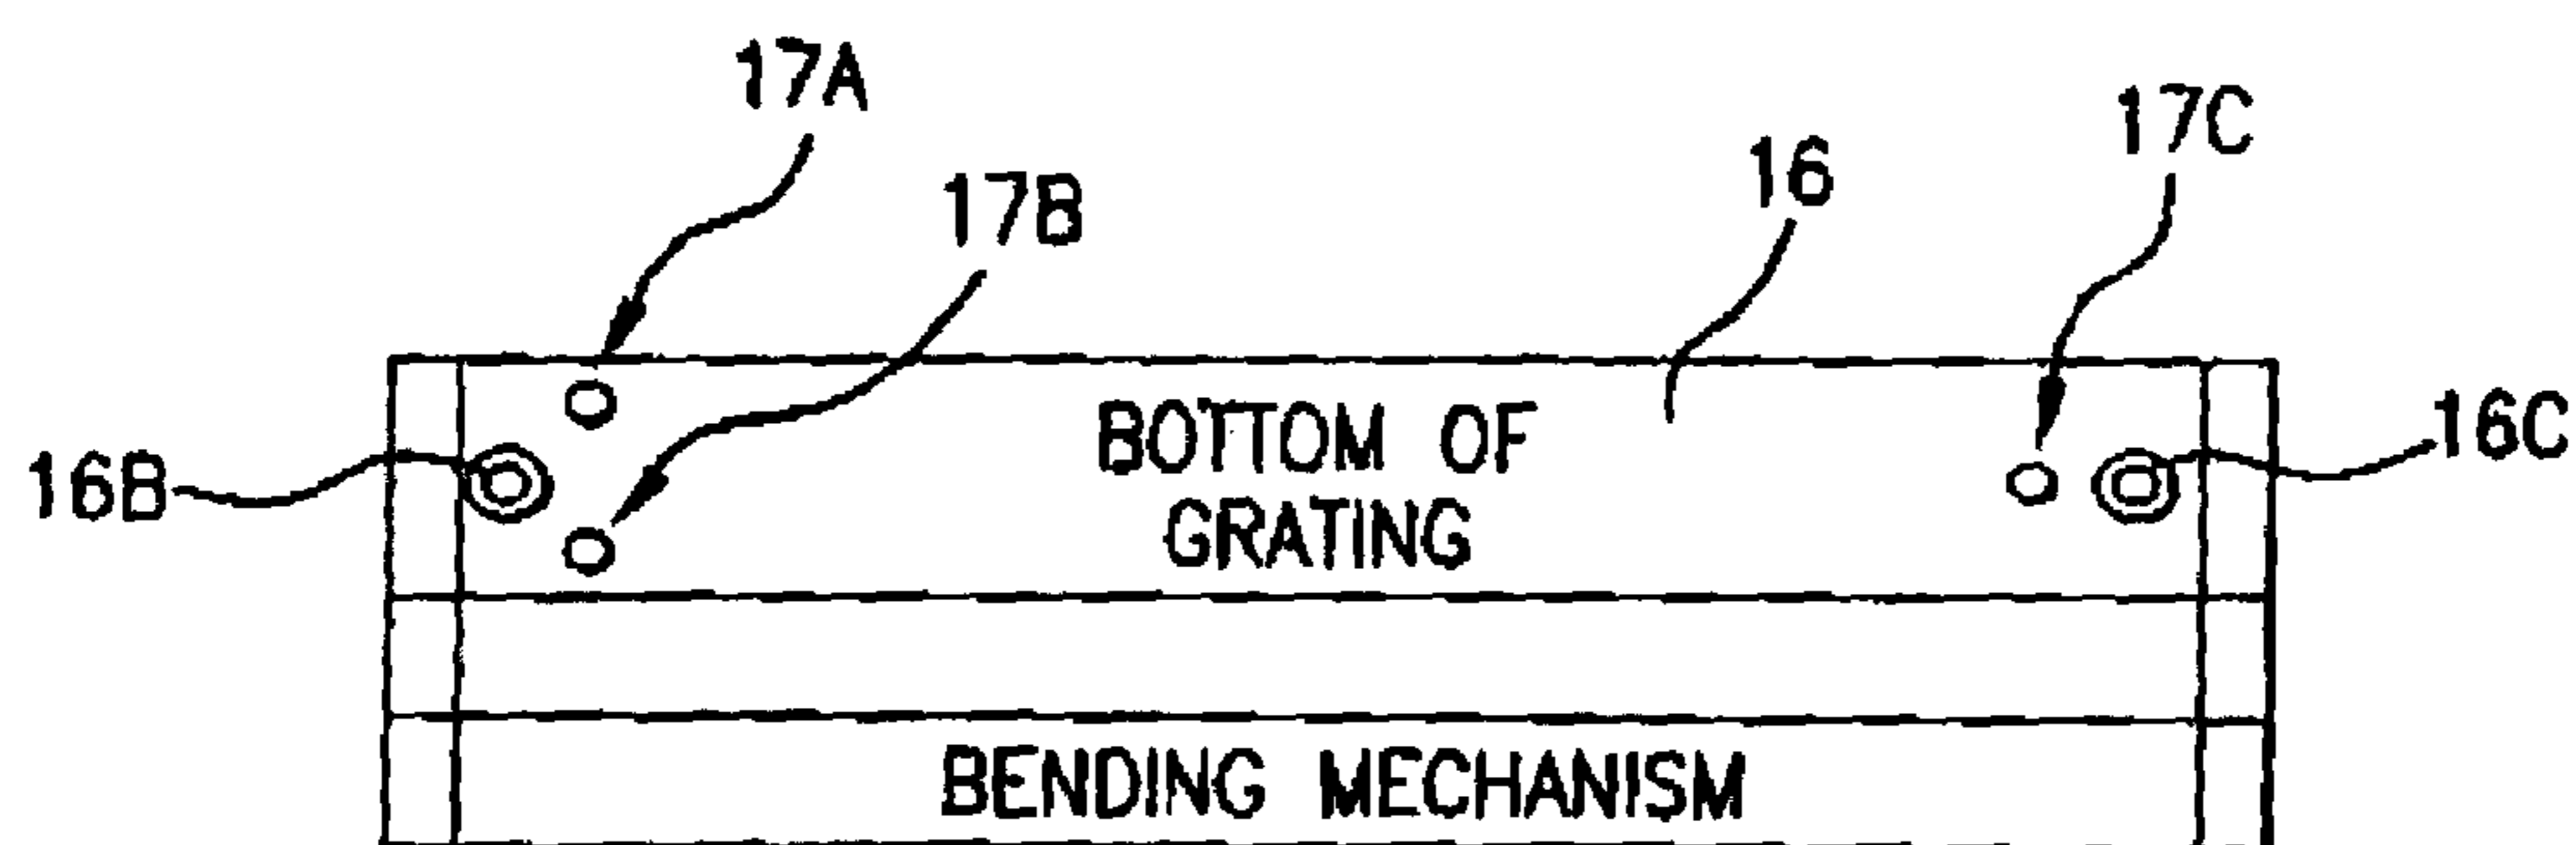 17A
17B
16
17C
16B
BOTTOM OF
GRATING
16C
BENDING MECHANISM